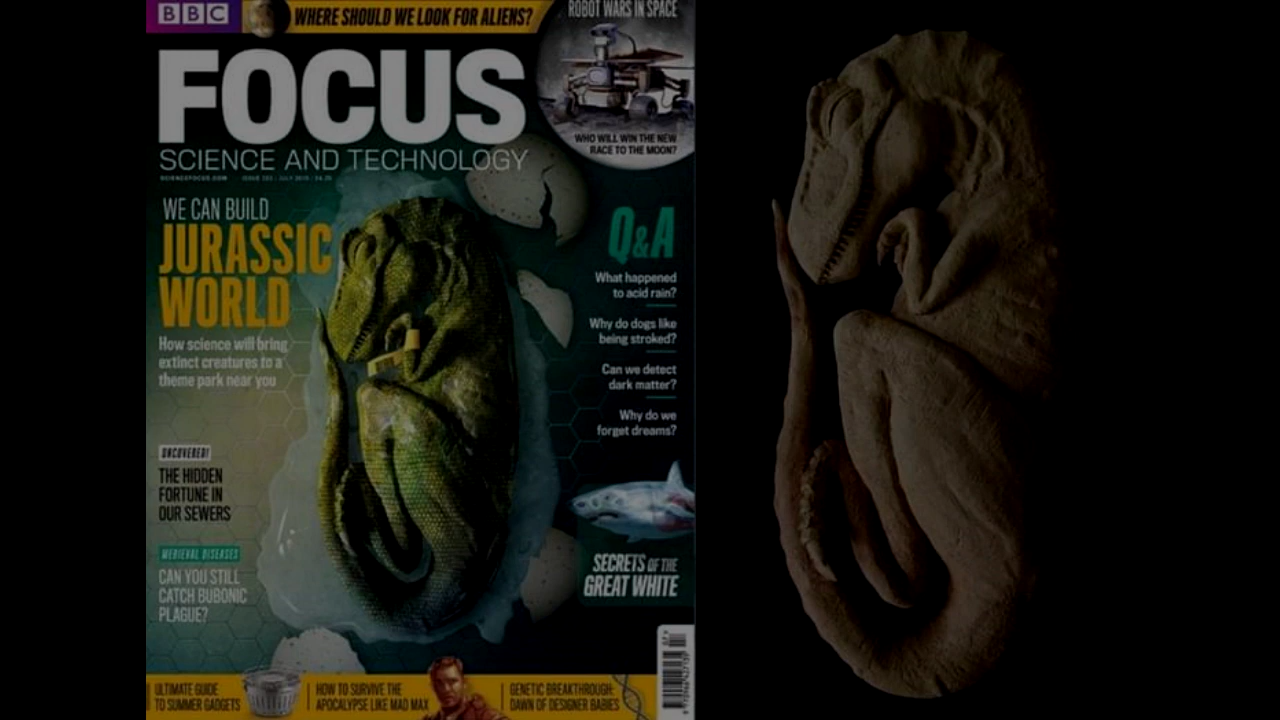 BBC
WHERE SHOULD WE LOOK FOR ALIENS?
ROBOT WARS IN SPACE
WHO WILL WIN THE NEW
RACE TO THE MOON?
FOCUS
SCIENCE AND TECHNOLOGY
SCIENCEFOCUS.COM
WE CAN BUILD
JURASSIC
WORLD
How science will bring
extinct creatures to a
theme park near you
UNCOVERED!
THE HIDDEN
FORTUNE IN
OUR SEWERS
MEDIEVAL DISEASES
CAN YOU STILL
CATCH BUBONIC
PLAGUE?
Q&A
What happened
to acid rain?
Why do dogs like
being stroked?
Can we detect
dark matter?
Why do we
forget dreams?
SECRETS OF THE
GREAT WHITE
ULTIMATE GUIDE
TO SUMMER GADGETS
HOW TO SURVIVE THE
APOCALYPSE LIKE MAD MAX
GENETIC BREAKTHROUGH:
DAWN OF DESIGNER BABIES